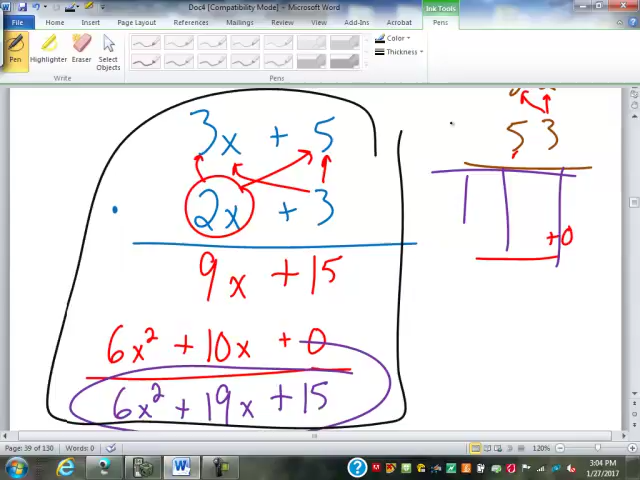 Doc4 [Compatibility Mode] - Microsoft Word
Ink Tools
File Home Insert Page Layout References Mailings Review View Add-Ins Acrobat Pens
Pen Highlighter Eraser Select Objects
Color
Thickness
Write Pens
3x + 5
2x + 3
9x + 15
6x² + 10x + 0
6x² + 19x + 15
53
+0
Page: 39 of 130 Words: 0 120%
3:04 PM
1/27/2017